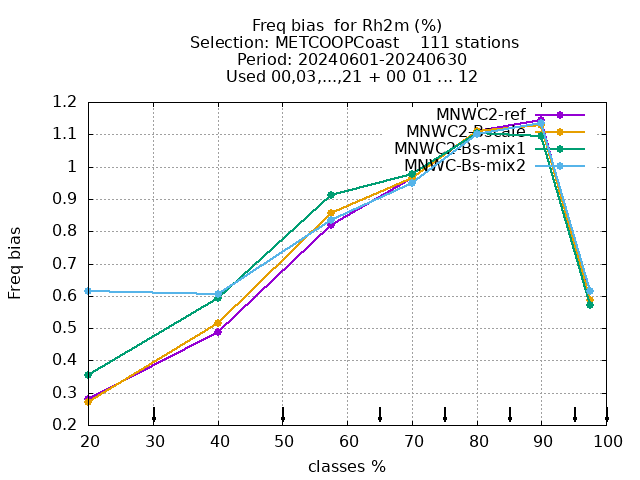 Freq bias  for Rh2m (%)
Selection: METCOOPCoast    111 stations
Period: 20240601-20240630
Used 00,03,...,21 + 00 01 ... 12
MNWC2-ref
MNWC2-Bstale
MNWC2-Bs-mix1
MNWC-Bs-mix2
Freq bias
1.2
1.1
1
0.9
0.8
0.7
0.6
0.5
0.4
0.3
0.2
20 30 40 50 60 70 80 90 100
classes %